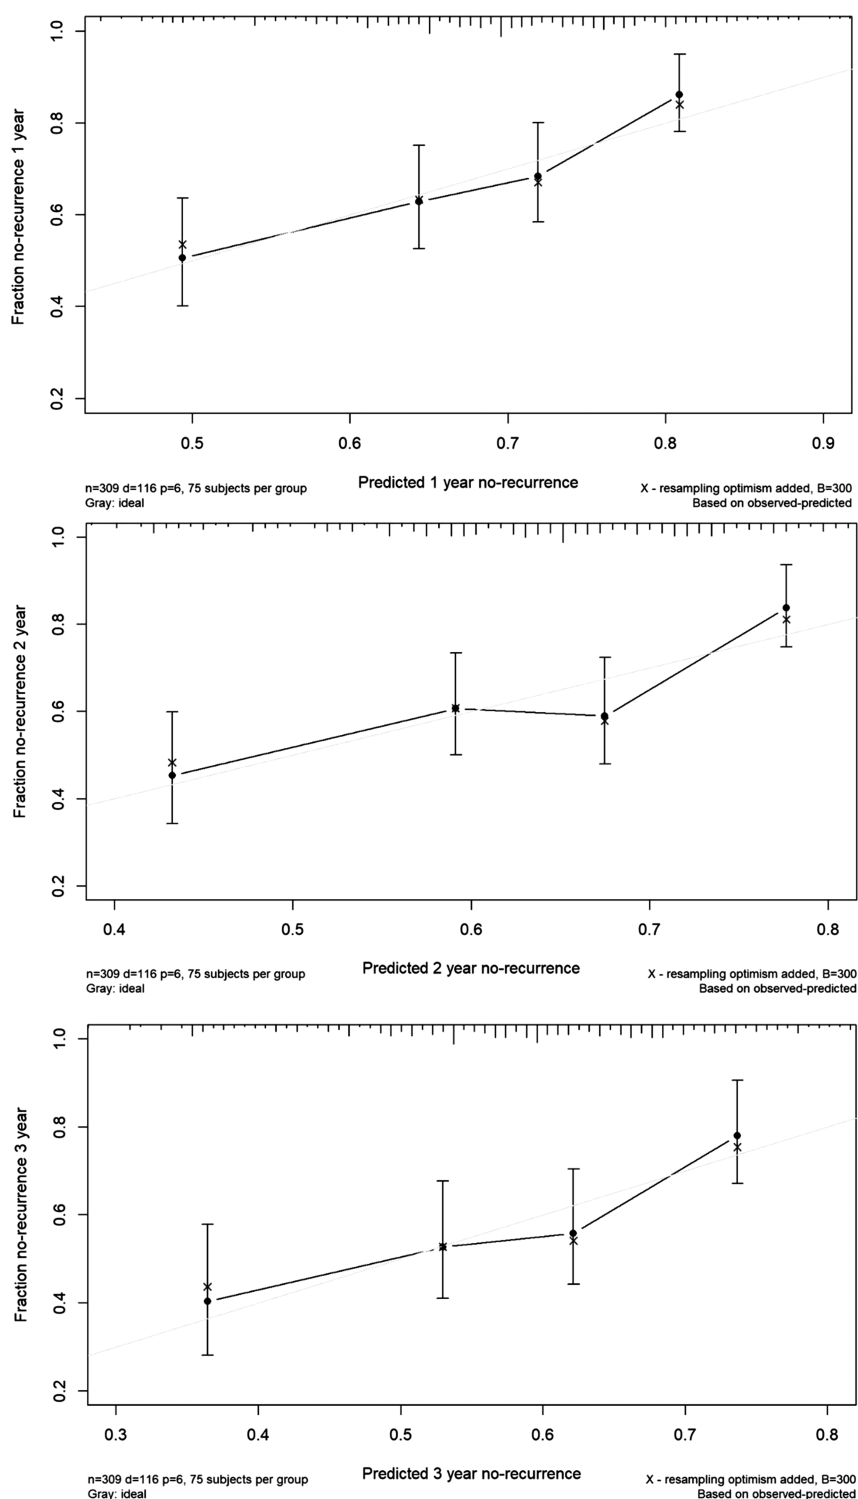 Fraction no-recurrence 1 year
1.0
0.8
0.6
0.4
0.2
0.5 0.6 0.7 0.8 0.9
Predicted 1 year no-recurrence
n=309 d=116 p=6, 75 subjects per group
Gray: ideal
X - resampling optimism added, B=300
Based on observed-predicted
Fraction no-recurrence 2 year
1.0
0.8
0.6
0.4
0.2
0.4 0.5 0.6 0.7 0.8
Predicted 2 year no-recurrence
n=309 d=116 p=6, 75 subjects per group
Gray: ideal
X - resampling optimism added, B=300
Based on observed-predicted
Fraction no-recurrence 3 year
1.0
0.8
0.6
0.4
0.2
0.3 0.4 0.5 0.6 0.7 0.8
Predicted 3 year no-recurrence
n=309 d=116 p=6, 75 subjects per group
Gray: ideal
X - resampling optimism added, B=300
Based on observed-predicted